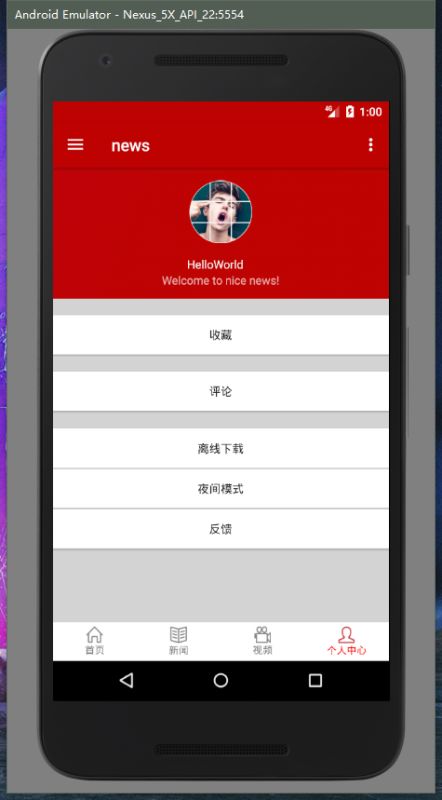 Android Emulator - Nexus_5X_API_22:5554
4G 1:00
news
HelloWorld
Welcome to nice news!
收藏
评论
离线下载
夜间模式
反馈
首页 新闻 视频 个人中心